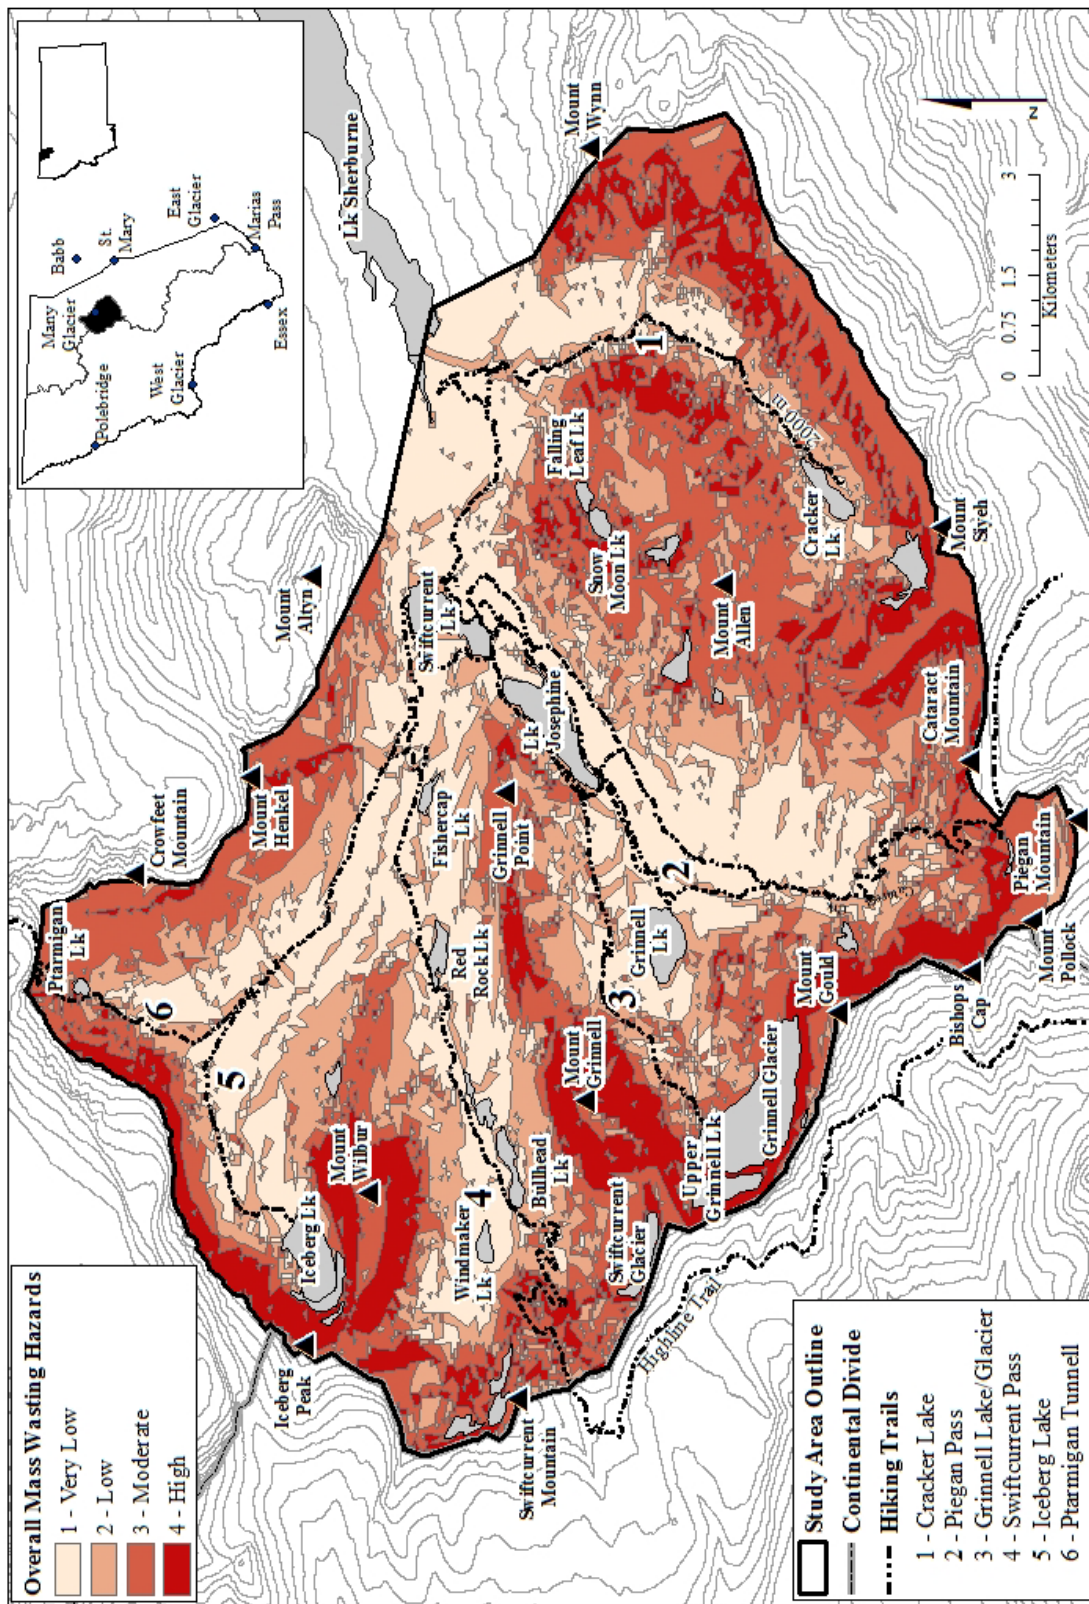 Overall Mass Wasting Hazards
1 - Very Low
2 - Low
3 - Moderate
4 - High
Study Area Outline
Continental Divide
Hiking Trails
1 - Cracker Lake
2 - Piegan Pass
3 - Grinnell Lake/Glacier
4 - Swiftcurrent Pass
5 - Iceberg Lake
6 - Ptarmigan Tunnell
Iceberg
Peak
Swiftcurrent
Mountain
Highline Trail
Iceberg Lk
Mount
Wilbur
Windmaker
Lk
4
Bullhead
Lk
Swiftcurrent
Glacier
Upper
Grinnell Lk
Grinnell Glacier
Mount
Grinnell
5
6
Ptarmigan
Lk
Crowfeet
Mountain
Red
Rock Lk
3
Grinnell
Lk
Mount
Gould
Bishops
Cap
Mount
Pollock
Piegan
Mountain
2
Mount
Henkel
Fishercap
Lk
Grinnell
Point
Lk
Josephine
Cataract
Mountain
Mount
Altyn
Swiftcurrent
Lk
Snow
Moon Lk
Falling
Leaf Lk
Mount
Allen
Cracker
Lk
2000 m
Mount
Siyeh
1
Lk Sherburne
Mount
Wynn
0 0.75 1.5 3
Kilometers
N
Polebridge
Many
Glacier
Babb
St.
Mary
West
Glacier
East
Glacier
Marias
Pass
Essex